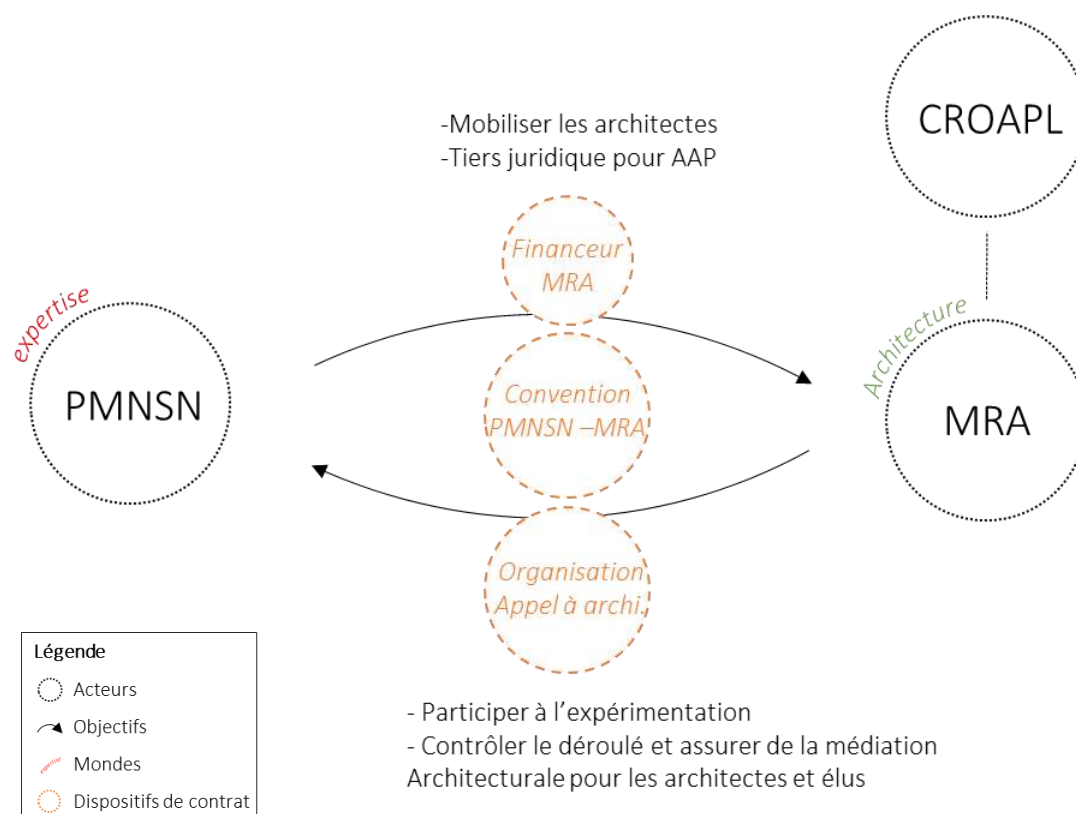 CROAPL
-Mobiliser les architectes
-Tiers juridique pour AAP
Financeur
MRA
expertise
PMNSN
Convention
PMNSN –MRA
Architecture
MRA
Organisation
Appel à archi.
- Participer à l’expérimentation
- Contrôler le déroulé et assurer de la médiation
Architecturale pour les architectes et élus
Légende
Acteurs
Objectifs
expertise
Mondes
Dispositifs de contrat